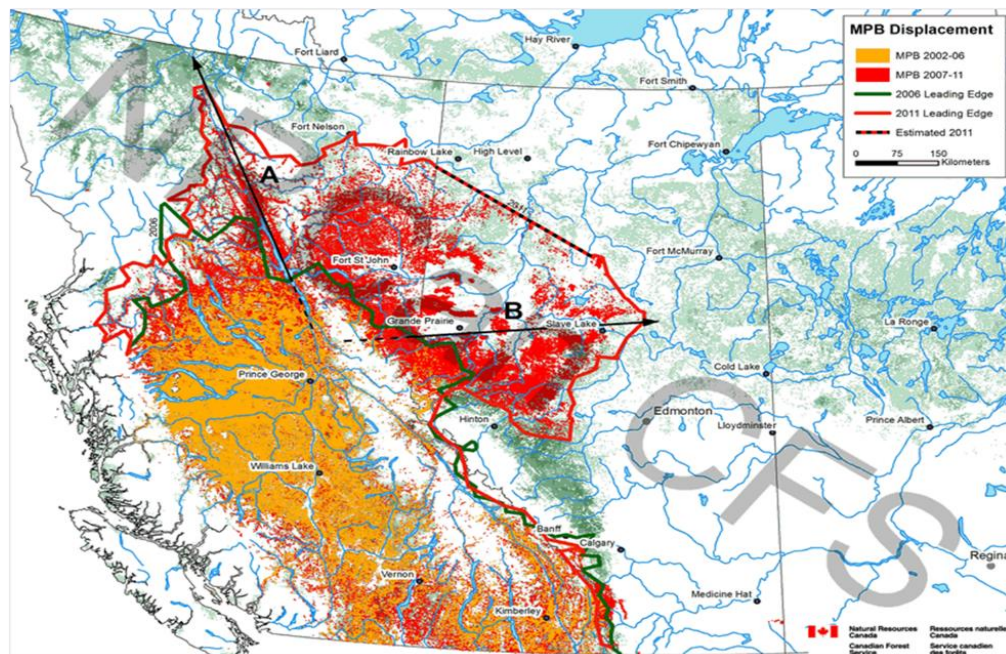 MPB Displacement
MPB 2002-06
MPB 2007-11
2006 Leading Edge
2011 Leading Edge
Estimated 2011
0 75 150
Kilometers
Hay River
Fort Liard
Fort Smith
Fort Nelson
Rainbow Lake
High Level
Fort Chipewyan
A
2011
2006
Fort St John
Fort McMurray
B
Grande Prairie
Slave Lake
La Ronge
Prince George
Cold Lake
Hinton
Edmonton
Lloydminster
Prince Albert
Williams Lake
CFS
Banff
Calgary
Regina
Vernon
Medicine Hat
Kimberley
Natural Resources Canada
Ressources naturelles Canada
Canadian Forest Service
Service canadien des forêts